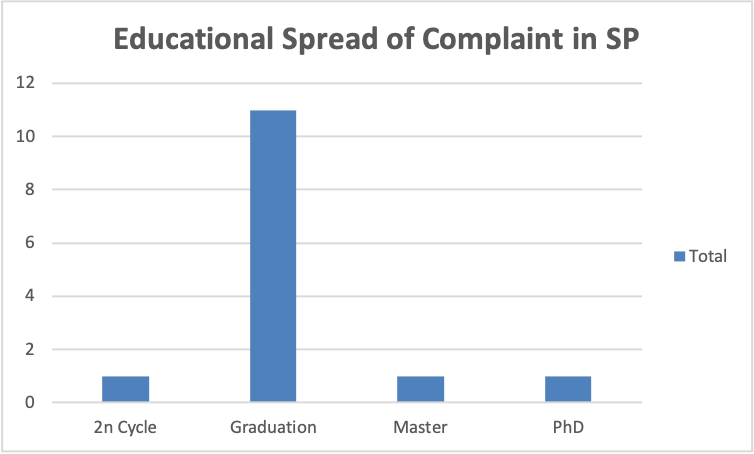 Educational Spread of Complaint in SP
12
10
8
6
4
2
0
2n Cycle Graduation Master PhD
Total